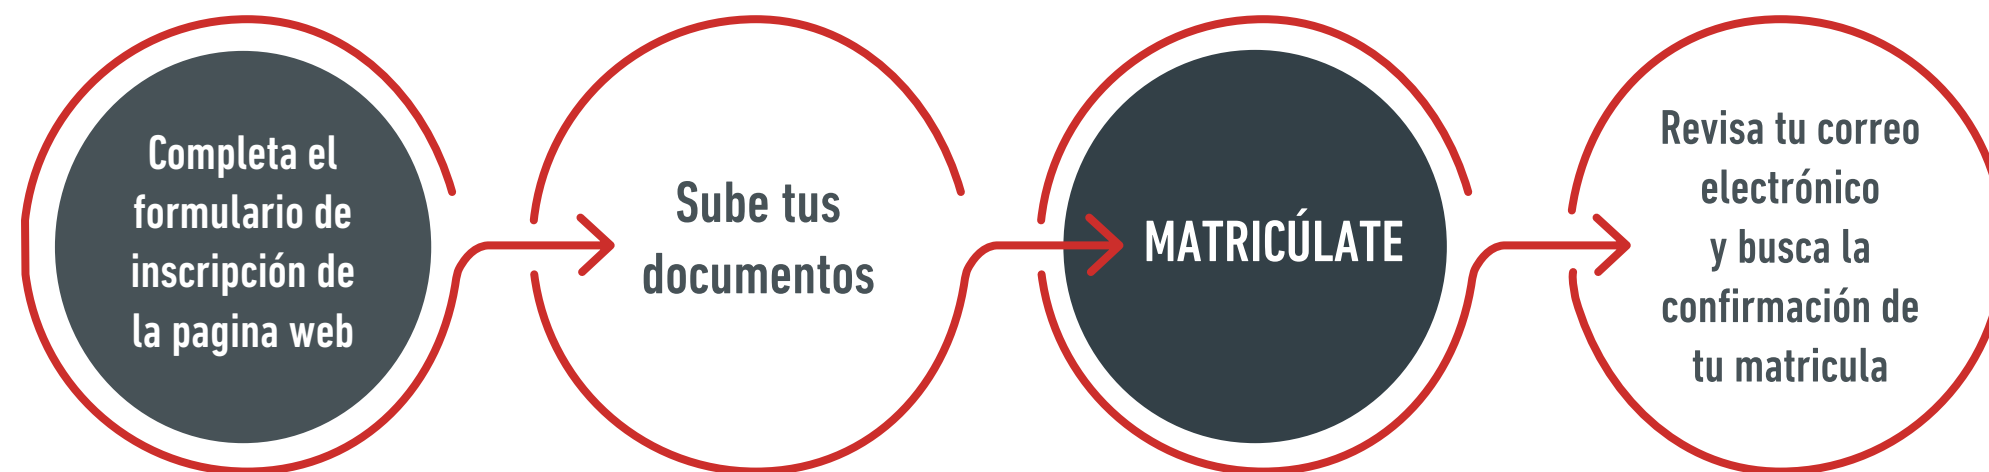 Completa el
formulario de
inscripción de
la pagina web
Sube tus
documentos
MATRICÚLATE
Revisa tu correo
electrónico
y busca la
confirmación de
tu matricula